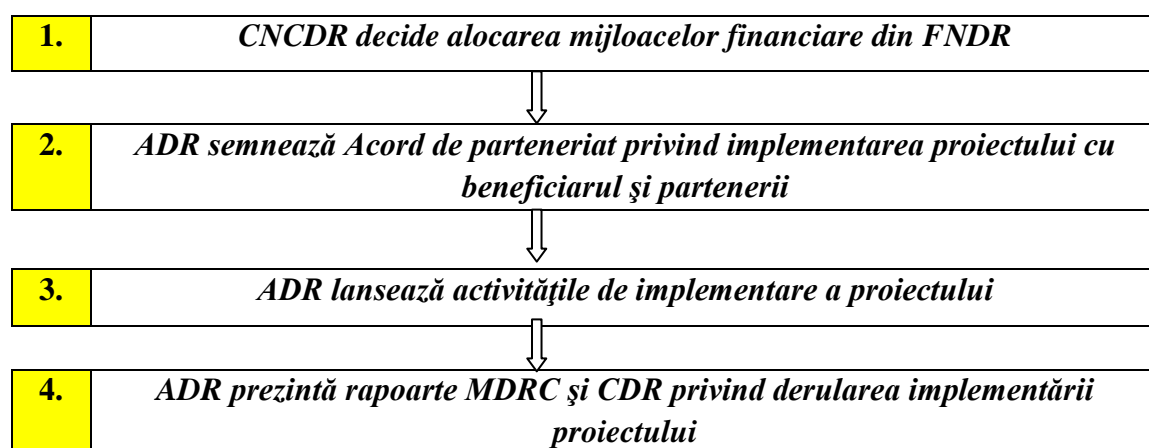 1. CNCDR decide alocarea mijloacelor financiare din FNDR
2. ADR semnează Acord de parteneriat privind implementarea proiectului cu
beneficiarul şi partenerii
3. ADR lansează activităţile de implementare a proiectului
4. ADR prezintă rapoarte MDRC şi CDR privind derularea implementării
proiectului